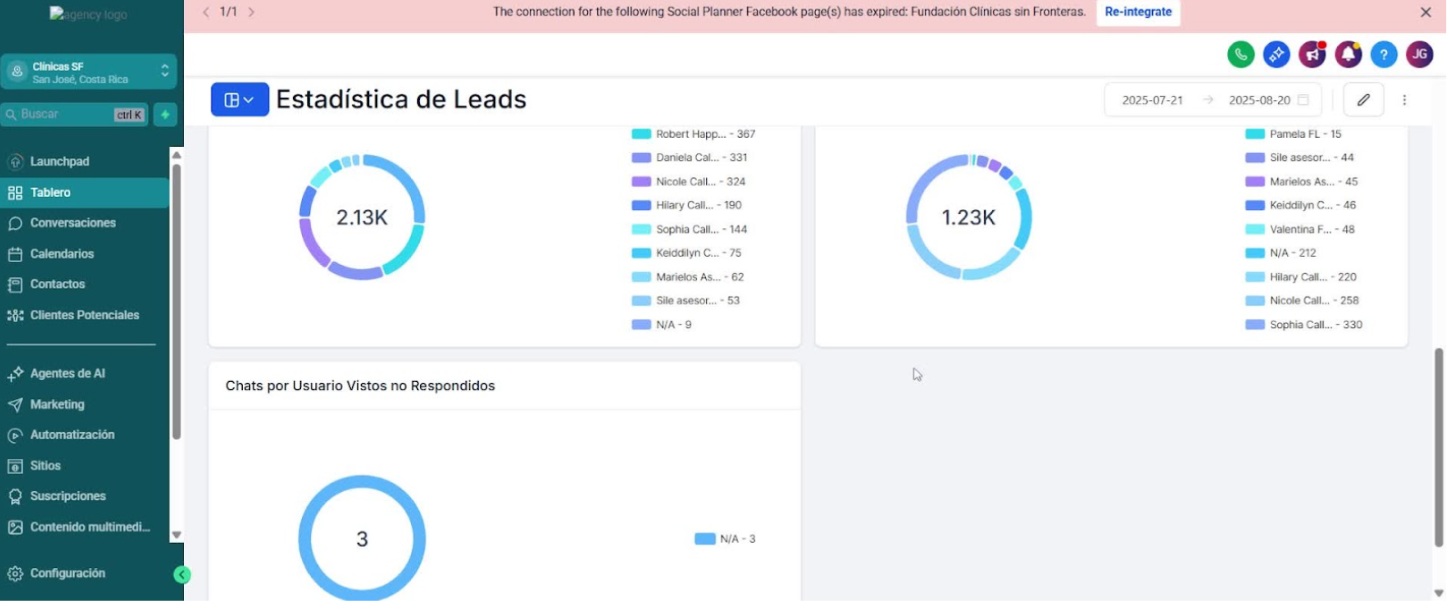 agency logo
1/1
The connection for the following Social Planner Facebook page(s) has expired: Fundación Clínicas sin Fronteras.
Re-integrate
Clínicas SF
San José, Costa Rica
Buscar
ctrl K
JG
Estadística de Leads
2025-07-21 → 2025-08-20
Launchpad
Tablero
Conversaciones
Calendarios
Contactos
Clientes Potenciales
Agentes de AI
Marketing
Automatización
Sitios
Suscripciones
Contenido multimedi...
Configuración
2.13K
Robert Happ... - 367
Daniela Cal... - 331
Nicole Call... - 324
Hilary Call... - 190
Sophia Call... - 144
Keiddilyn C... - 75
Marielos As... - 62
Sile asesor... - 53
N/A - 9
1.23K
Pamela FL - 15
Sile asesor... - 44
Marielos As... - 45
Keiddilyn C... - 46
Valentina F... - 48
N/A - 212
Hilary Call... - 220
Nicole Call... - 258
Sophia Call... - 330
Chats por Usuario Vistos no Respondidos
3
N/A - 3